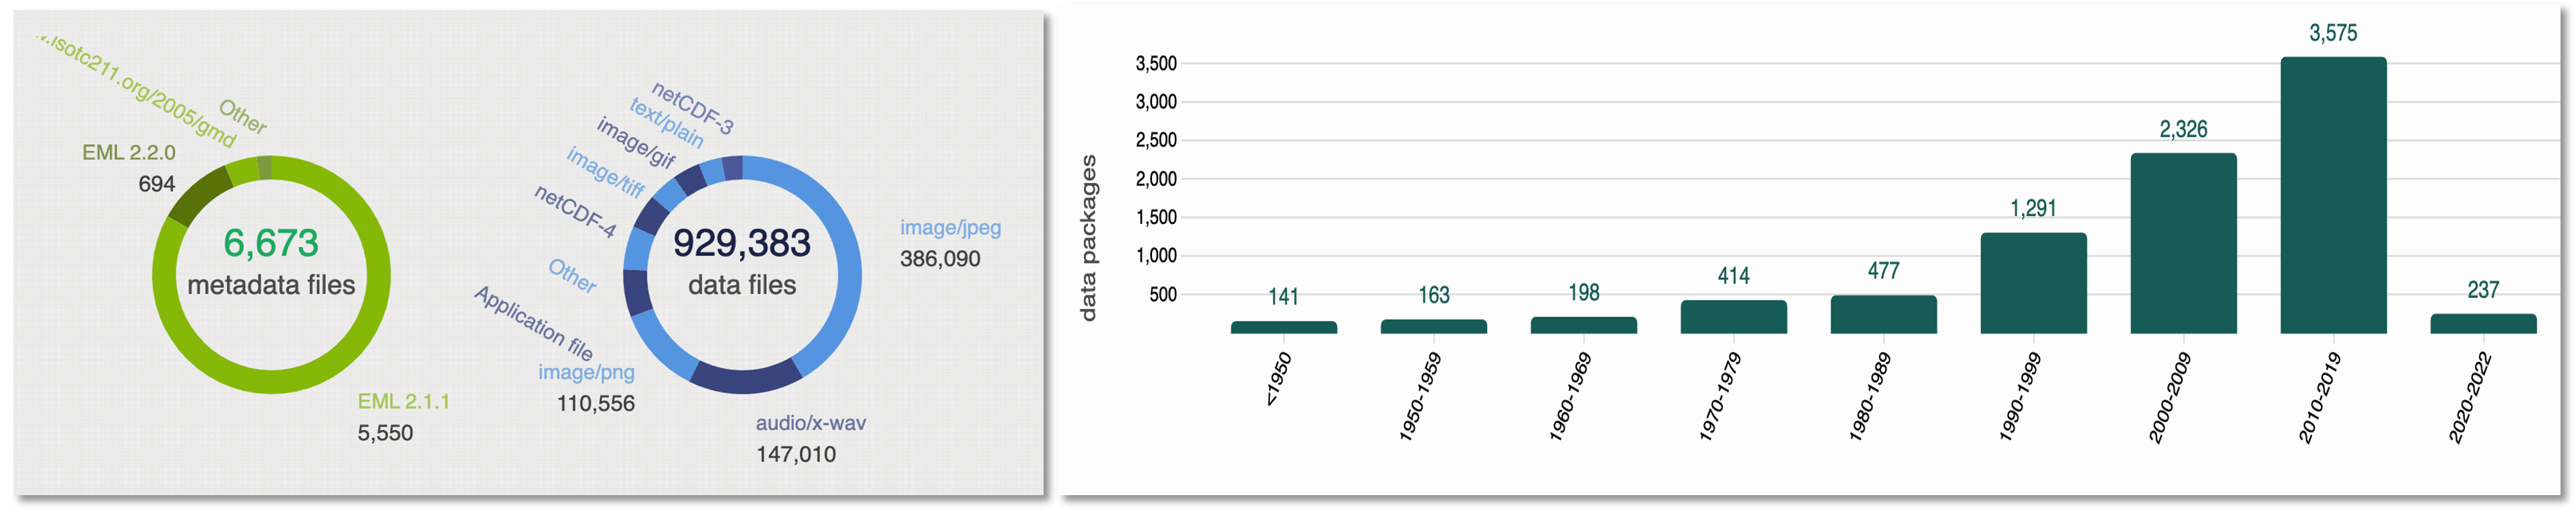 .isotc211.org/2005/gmd
Other
EML 2.2.0
694
6,673
metadata files
EML 2.1.1
5,550
netCDF-3
text/plain
image/gif
image/tiff
netCDF-4
Other
Application file
image/png
110,556
929,383
data files
image/jpeg
386,090
audio/x-wav
147,010
data packages
3,500
3,000
2,500
2,000
1,500
1,000
500
141
163
198
414
477
1,291
2,326
3,575
237
<1950
1950-1959
1960-1969
1970-1979
1980-1989
1990-1999
2000-2009
2010-2019
2020-2022